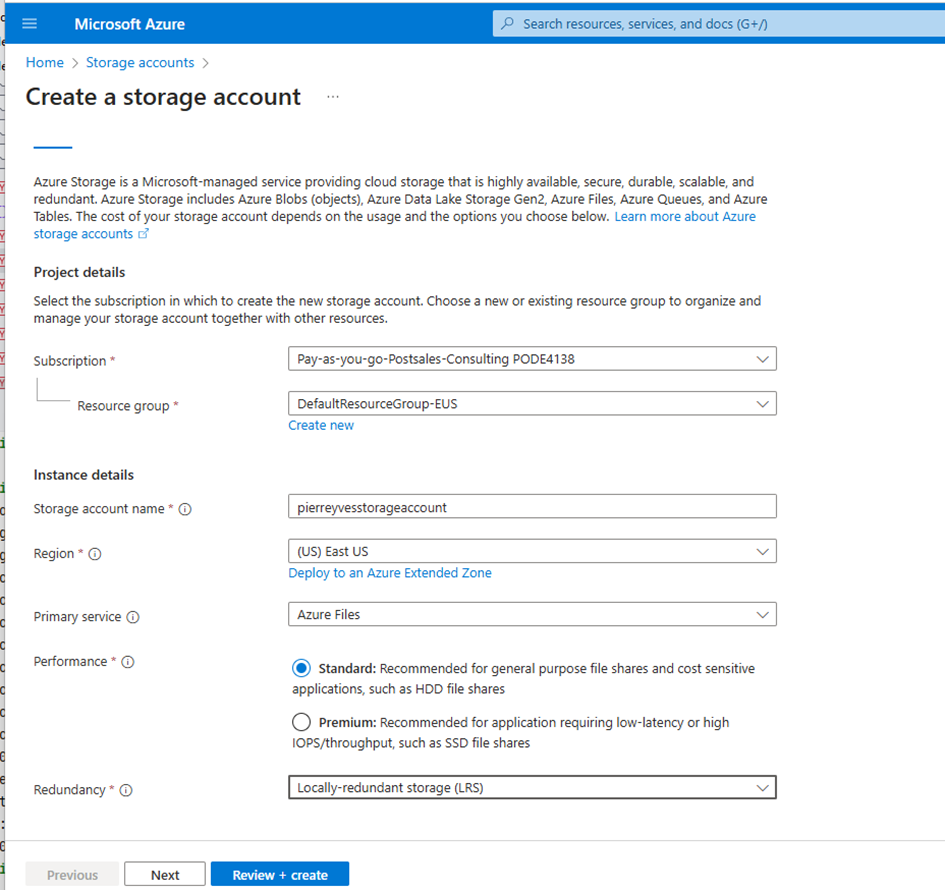 Microsoft Azure
Search resources, services, and docs (G+/)
Home > Storage accounts >
Create a storage account ...
Azure Storage is a Microsoft-managed service providing cloud storage that is highly available, secure, durable, scalable, and
redundant. Azure Storage includes Azure Blobs (objects), Azure Data Lake Storage Gen2, Azure Files, Azure Queues, and Azure
Tables. The cost of your storage account depends on the usage and the options you choose below. Learn more about Azure
storage accounts
Project details
Select the subscription in which to create the new storage account. Choose a new or existing resource group to organize and
manage your storage account together with other resources.
Subscription *
Pay-as-you-go-Postsales-Consulting PODE4138
Resource group *
DefaultResourceGroup-EUS
Create new
Instance details
Storage account name *
pierreyvesstorageaccount
Region *
(US) East US
Deploy to an Azure Extended Zone
Primary service
Azure Files
Performance *
Standard: Recommended for general purpose file shares and cost sensitive
applications, such as HDD file shares
Premium: Recommended for application requiring low-latency or high
IOPS/throughput, such as SSD file shares
Redundancy *
Locally-redundant storage (LRS)
Previous
Next
Review + create